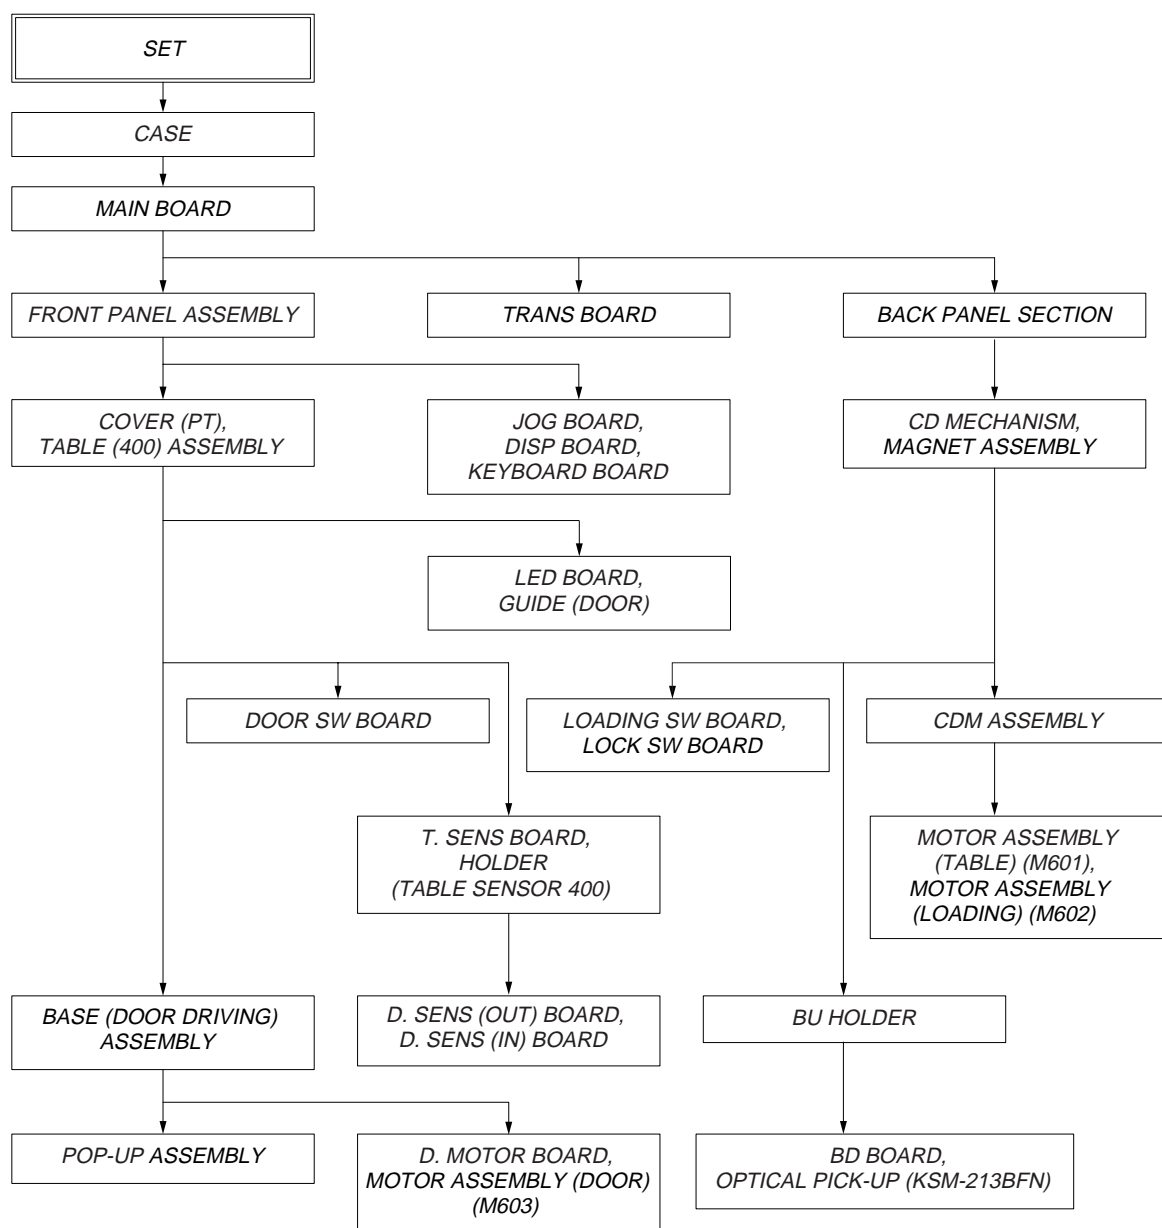 SET
CASE
MAIN BOARD
FRONT PANEL ASSEMBLY
TRANS BOARD
BACK PANEL SECTION
COVER (PT),
TABLE (400) ASSEMBLY
JOG BOARD,
DISP BOARD,
KEYBOARD BOARD
CD MECHANISM,
MAGNET ASSEMBLY
LED BOARD,
GUIDE (DOOR)
DOOR SW BOARD
LOADING SW BOARD,
LOCK SW BOARD
CDM ASSEMBLY
T. SENS BOARD,
HOLDER
(TABLE SENSOR 400)
MOTOR ASSEMBLY
(TABLE) (M601),
MOTOR ASSEMBLY
(LOADING) (M602)
BASE (DOOR DRIVING)
ASSEMBLY
D. SENS (OUT) BOARD,
D. SENS (IN) BOARD
BU HOLDER
POP-UP ASSEMBLY
D. MOTOR BOARD,
MOTOR ASSEMBLY (DOOR)
(M603)
BD BOARD,
OPTICAL PICK-UP (KSM-213BFN)